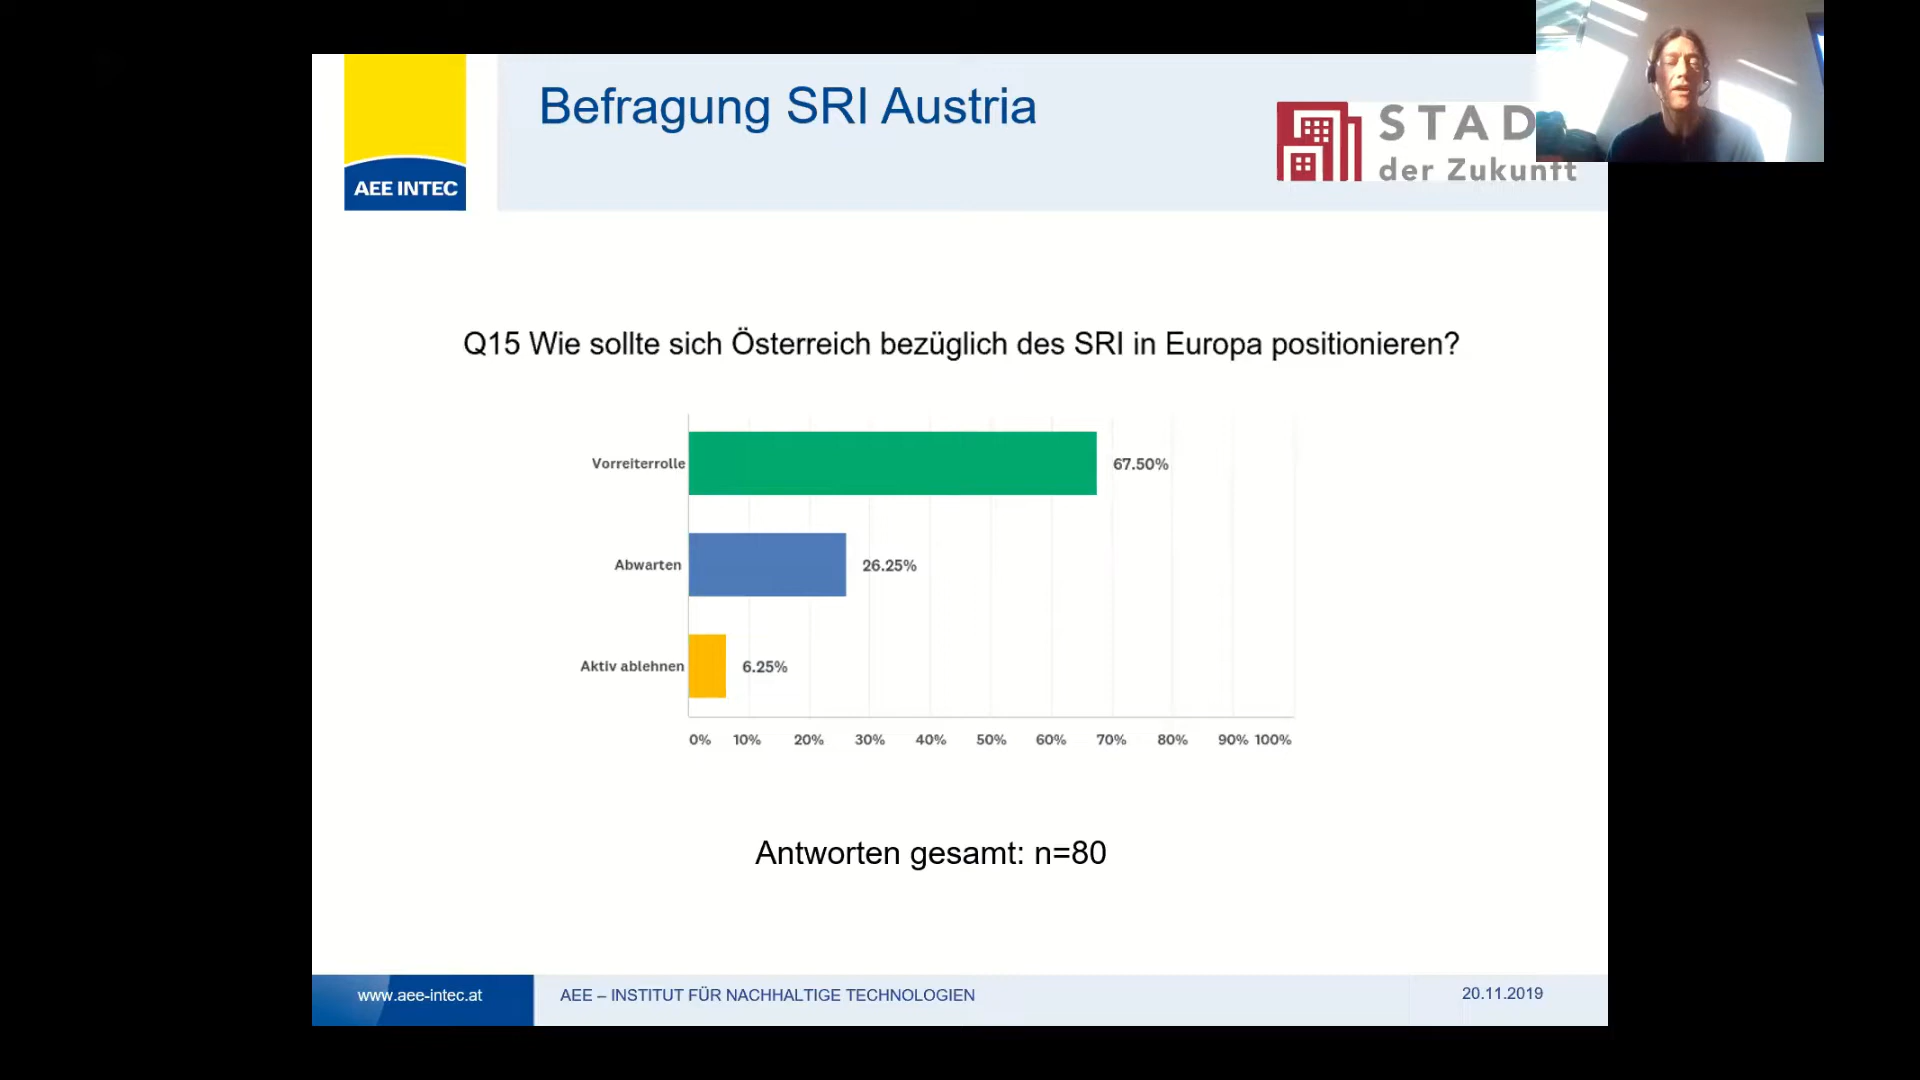 Befragung SRI Austria
AEE INTEC
STAD
der Zukunft
Q15 Wie sollte sich Österreich bezüglich des SRI in Europa positionieren?
Vorreiterrolle 67.50%
Abwarten 26.25%
Aktiv ablehnen 6.25%
0% 10% 20% 30% 40% 50% 60% 70% 80% 90% 100%
Antworten gesamt: n=80
www.aee-intec.at AEE – INSTITUT FÜR NACHHALTIGE TECHNOLOGIEN 20.11.2019